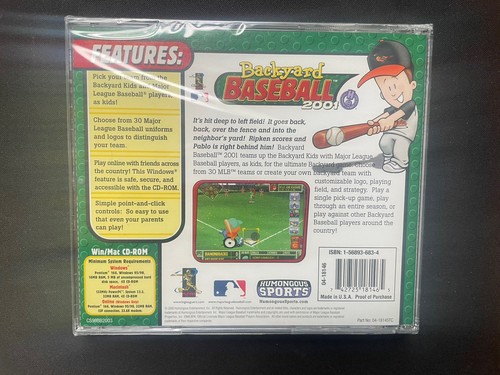 FEATURES:
Pick your team from the
Backyard Kids and Major
League Baseball® players
as kids!
Choose from 30 Major
League Baseball uniforms
and logos to distinguish
your team.
Play online with friends across
the country! This Windows®
feature is safe, secure, and
accessible with the CD-ROM.
Simple point-and-click
controls: So easy to use
that even your parents
can play!
Win/Mac CD-ROM
Minimum System Requirements
Windows®
Macintosh®
Backyard
BASEBALL™
2001
It's hit deep to left field! It goes back,
back, over the fence and into the
neighbor's yard! Ripken scores and
Pablo is right behind him! Backyard
Baseball® 2001 teams up the Backyard Kids with Major League
Baseball players, as kids, for the ultimate Backyard
from 30 MLB™ teams or create your own backyard team with
customizable logo, playing
field, and strategy. Play a
single pick-up game, play
through an entire season, or
play against other Backyard
Baseball players around the
country!
HUMONGOUS
SPORTS™
HumongousSports.com
ISBN: 1-56893-683-4
04-18146
42725 18146
Made in U.S.A. Proof of Purchase